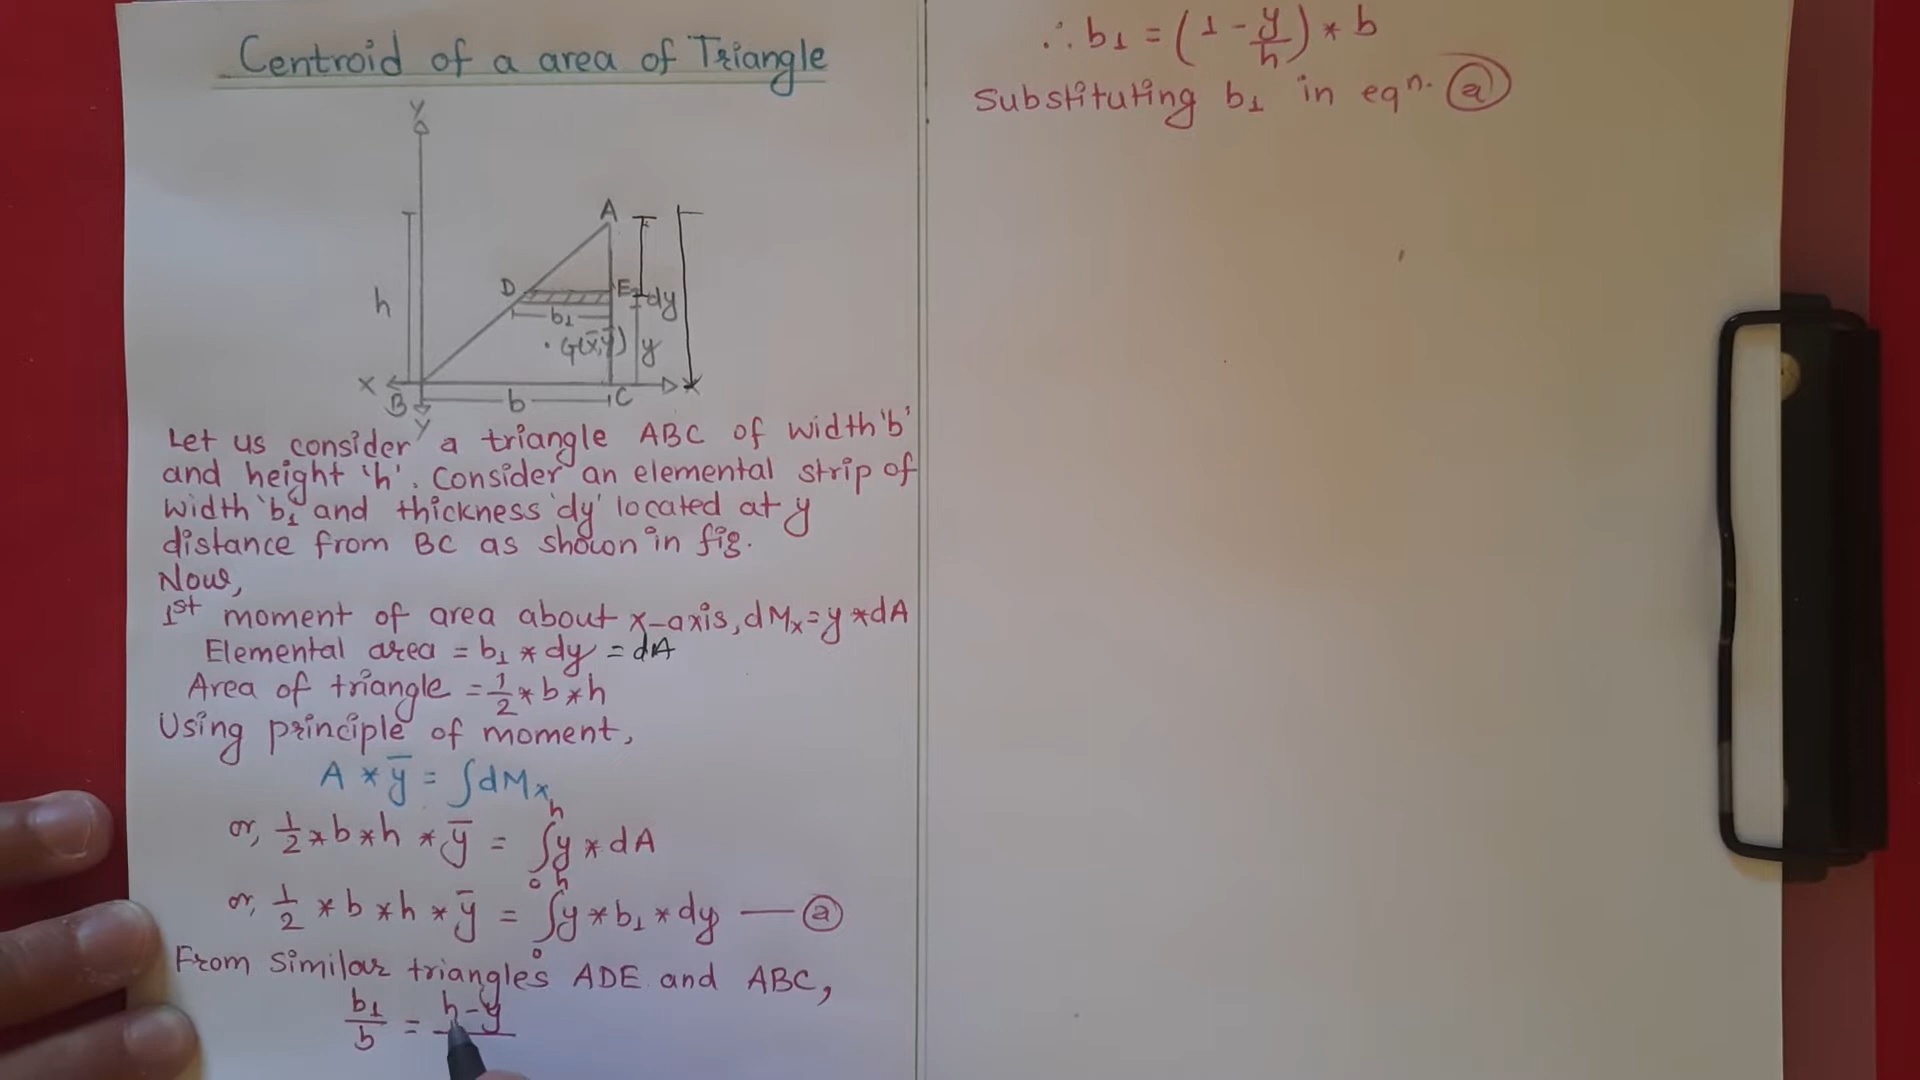 Centroid of a area of Triangle
Y
A
D
E
dy
h
b₁
G(x̄,ȳ)
y
X
X
B
b
C
Y
Let us consider a triangle ABC of width 'b'
and height 'h'. Consider an elemental strip of
width 'b₁' and thickness 'dy' located at y
distance from BC as shown in fig.
Now,
1st moment of area about x-axis, dMx = y * dA
Elemental area = b₁ * dy = dA
Area of triangle = 1/2 * b * h
Using principle of moment,
A * ȳ = ∫dMx
or, 1/2 * b * h * ȳ = ∫₀ʰ y * dA
or, 1/2 * b * h * ȳ = ∫₀ʰ y * b₁ * dy — ⓐ
From similar triangles ADE and ABC,
b₁/b = h-y
∴ b₁ = (1 - y/h) * b
Substituting b₁ in eqn. ⓐ